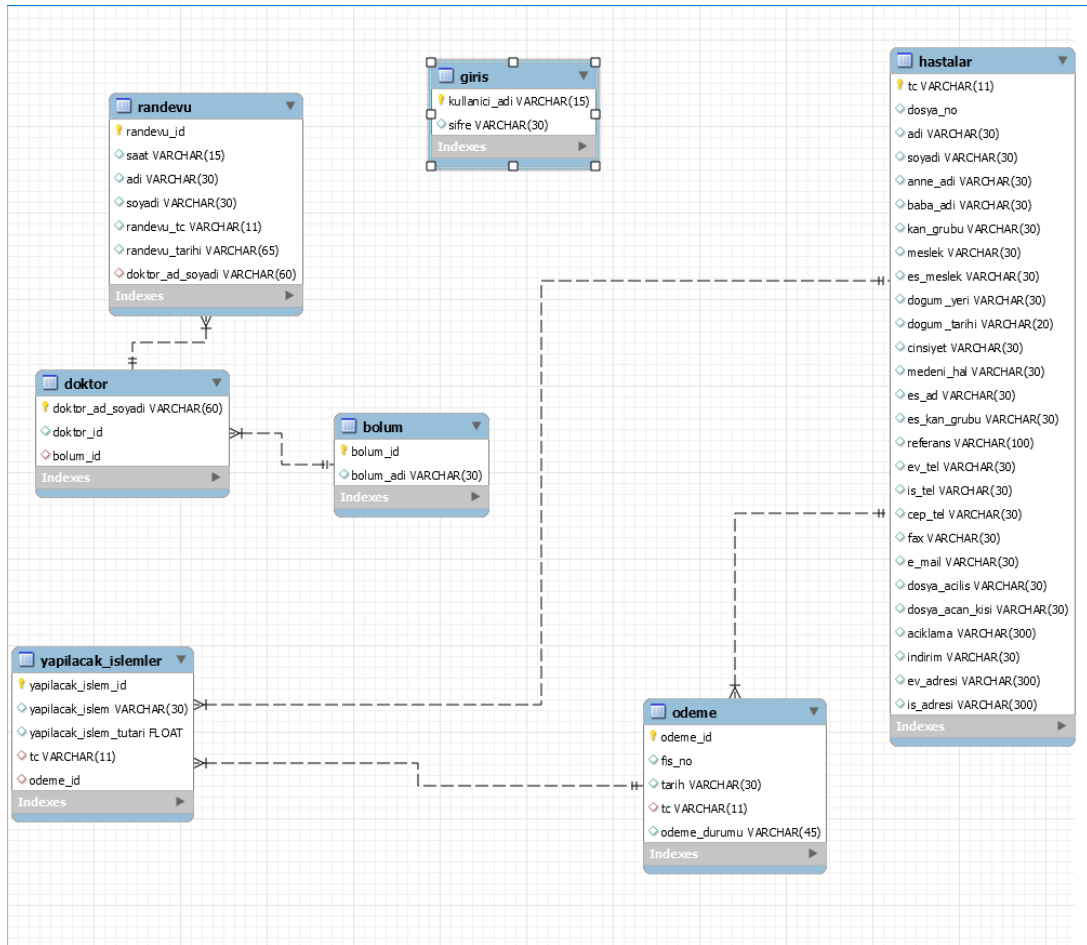 giris
kullanici_adi VARCHAR(15)
sifre VARCHAR(30)
Indexes
randevu
randevu_id
saat VARCHAR(15)
adi VARCHAR(30)
soyadi VARCHAR(30)
randevu_tc VARCHAR(11)
randevu_tarihi VARCHAR(65)
doktor_ad_soyadi VARCHAR(60)
Indexes
doktor
doktor_ad_soyadi VARCHAR(60)
doktor_id
bolum_id
Indexes
bolum
bolum_id
bolum_adi VARCHAR(30)
Indexes
hastalar
tc VARCHAR(11)
dosya_no
adi VARCHAR(30)
soyadi VARCHAR(30)
anne_adi VARCHAR(30)
baba_adi VARCHAR(30)
kan_grubu VARCHAR(30)
meslek VARCHAR(30)
es_meslek VARCHAR(30)
dogum_yeri VARCHAR(30)
dogum_tarihi VARCHAR(20)
cinsiyet VARCHAR(30)
medeni_hal VARCHAR(30)
es_ad VARCHAR(30)
es_kan_grubu VARCHAR(30)
referans VARCHAR(100)
ev_tel VARCHAR(30)
is_tel VARCHAR(30)
cep_tel VARCHAR(30)
fax VARCHAR(30)
e_mail VARCHAR(30)
dosya_acilis VARCHAR(30)
dosya_acan_kisi VARCHAR(30)
aciklama VARCHAR(300)
indirim VARCHAR(30)
ev_adresi VARCHAR(300)
is_adresi VARCHAR(300)
Indexes
yapilacak_islemler
yapilacak_islem_id
yapilacak_islem VARCHAR(30)
yapilacak_islem_tutari FLOAT
tc VARCHAR(11)
odeme_id
Indexes
odeme
odeme_id
fis_no
tarih VARCHAR(30)
tc VARCHAR(11)
odeme_durumu VARCHAR(45)
Indexes